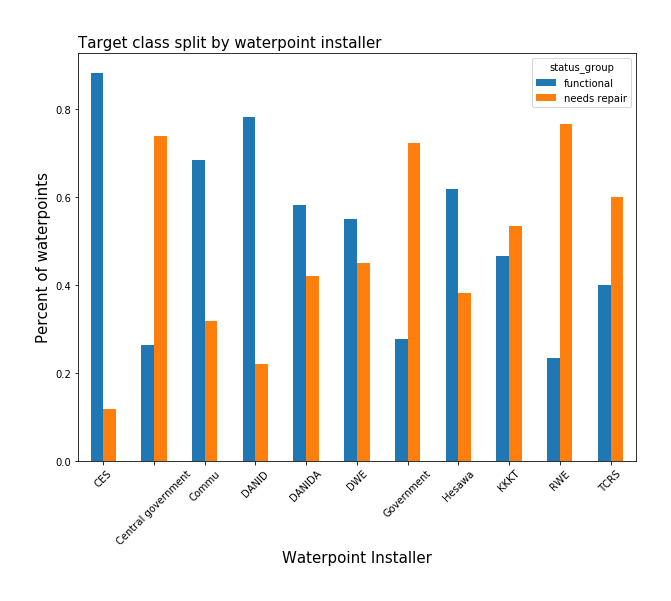 Target class split by waterpoint installer
status_group
functional
needs repair
Percent of waterpoints
0.8
0.6
0.4
0.2
0.0
CES
Central government
Commu
DANID
DANIDA
DWE
Government
Hesawa
KKKT
RWE
TCRS
Waterpoint Installer